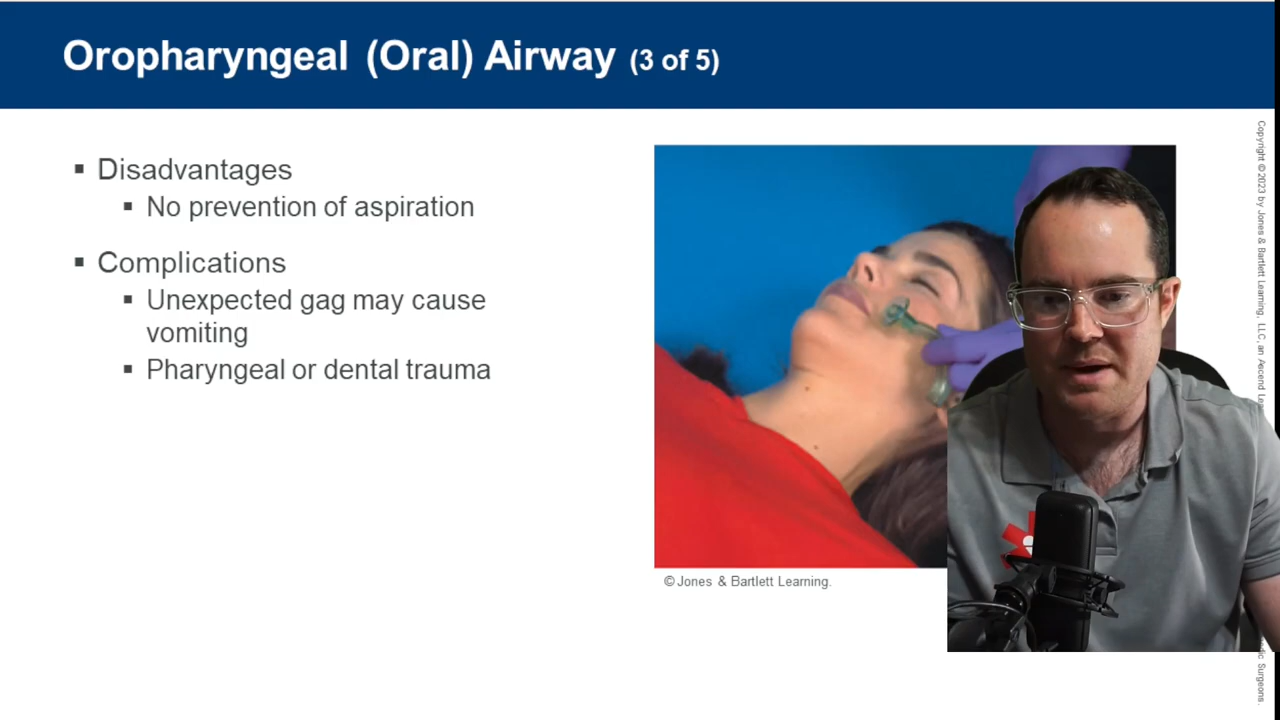 Oropharyngeal (Oral) Airway (3 of 5)
▪ Disadvantages
▪ No prevention of aspiration
▪ Complications
▪ Unexpected gag may cause
vomiting
▪ Pharyngeal or dental trauma
© Jones & Bartlett Learning.
Copyright © 2023 by Jones & Bartlett Learning, LLC, an Ascend
Surgeons.